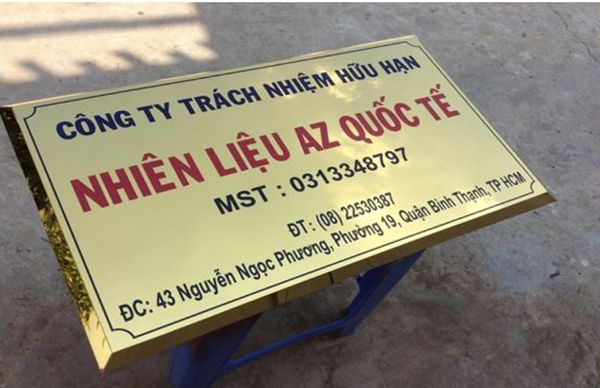 CÔNG TY TRÁCH NHIỆM HỮU HẠN
NHIÊN LIỆU AZ QUỐC TẾ
MST : 0313348797
ĐT: (08) 22530387
ĐC: 43 Nguyễn Ngọc Phương, Phường 19, Quận Bình Thạnh, TP HCM